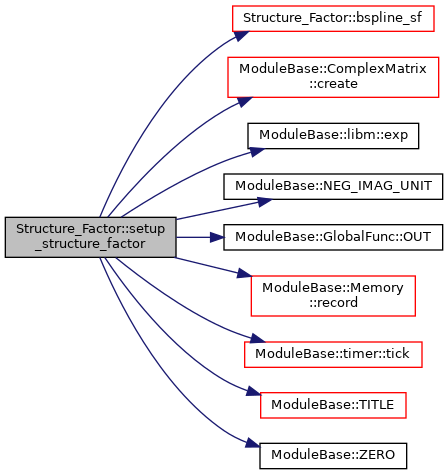 Structure_Factor::bspline_sf
ModuleBase::ComplexMatrix
::create
ModuleBase::libm::exp
ModuleBase::NEG_IMAG_UNIT
Structure_Factor::setup
_structure_factor
ModuleBase::GlobalFunc::OUT
ModuleBase::Memory
::record
ModuleBase::timer::tick
ModuleBase::TITLE
ModuleBase::ZERO